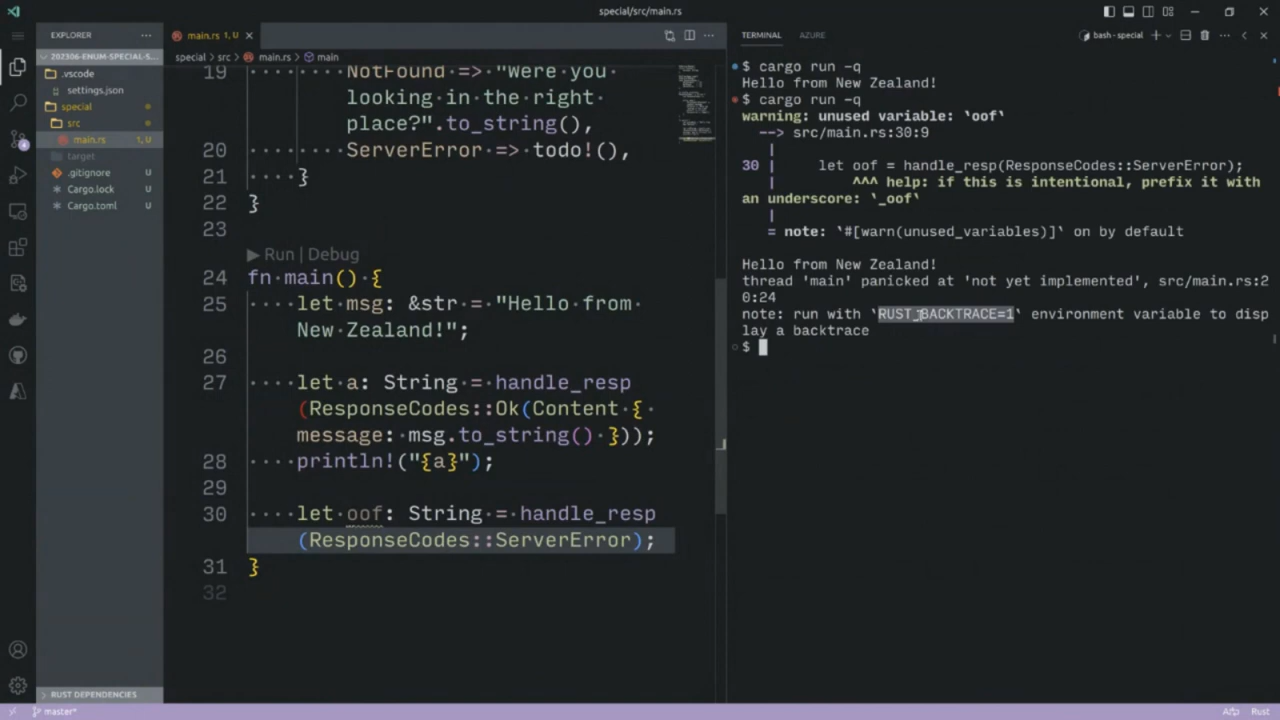 special/src/main.rs
EXPLORER
202306-ENUM-SPECIAL-S...
.vscode
settings.json
special
src
main.rs 1, U
target
.gitignore U
Cargo.lock U
Cargo.toml U
RUST DEPENDENCIES
master*
4
main.rs 1, U
special > src > main.rs > main
19 NotFound => "Were you
looking in the right
place?".to_string(),
20 ServerError => todo!(),
21 }
22 }
23
Run | Debug
24 fn main() {
25 let msg: &str = "Hello from
New Zealand!";
26
27 let a: String = handle_resp
(ResponseCodes::Ok(Content {
message: msg.to_string() }));
28 println!("{a}");
29
30 let oof: String = handle_resp
(ResponseCodes::ServerError);
31 }
32
TERMINAL AZURE
bash - special
$ cargo run -q
Hello from New Zealand!
$ cargo run -q
warning: unused variable: `oof`
--> src/main.rs:30:9
|
30 | let oof = handle_resp(ResponseCodes::ServerError);
| ^^^ help: if this is intentional, prefix it with
an underscore: `_oof`
|
= note: `#[warn(unused_variables)]` on by default
Hello from New Zealand!
thread 'main' panicked at 'not yet implemented', src/main.rs:2
0:24
note: run with `RUST_BACKTRACE=1` environment variable to disp
lay a backtrace
$
Rust